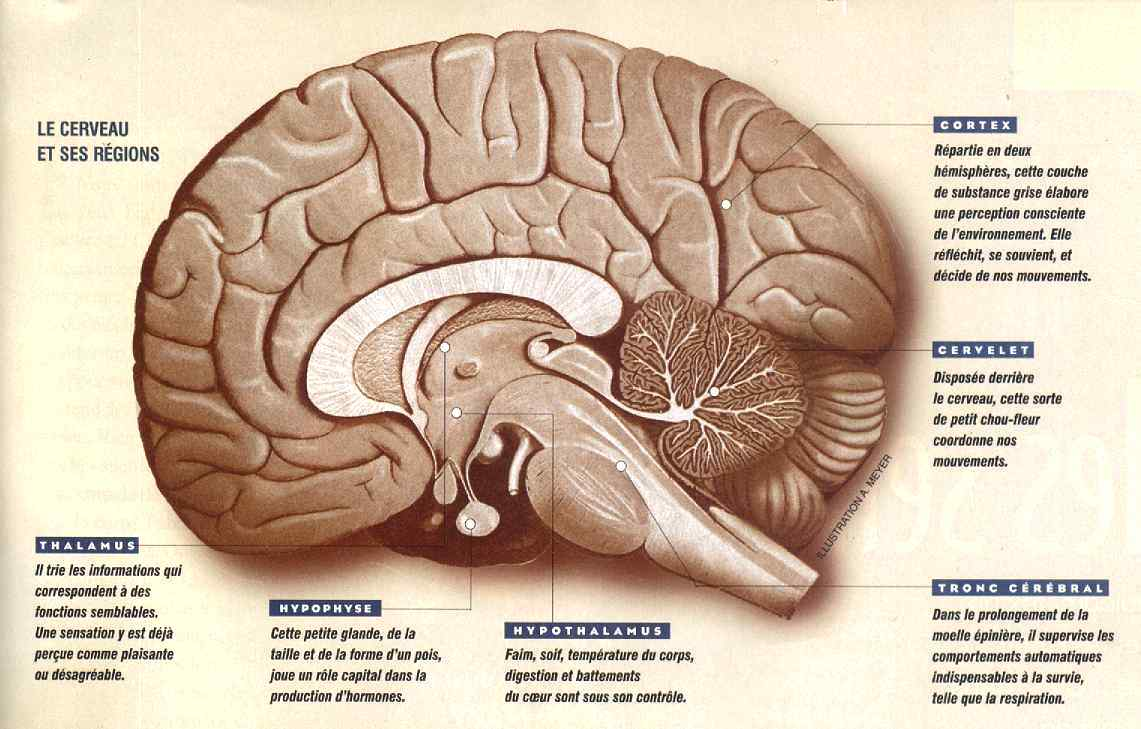 LE CERVEAU
ET SES RÉGIONS
CORTEX
Répartie en deux
hémisphères, cette couche
de substance grise élabore
une perception consciente
de l'environnement. Elle
réfléchit, se souvient, et
décide de nos mouvements.
CERVELET
Disposée derrière
le cerveau, cette sorte
de petit chou-fleur
coordonne nos
mouvements.
ILLUSTRATION A. MEYER
THALAMUS
Il trie les informations qui
correspondent à des
fonctions semblables.
Une sensation y est déjà
perçue comme plaisante
ou désagréable.
HYPOPHYSE
Cette petite glande, de la
taille et de la forme d'un pois,
joue un rôle capital dans la
production d'hormones.
HYPOTHALAMUS
Faim, soif, température du corps,
digestion et battements
du cœur sont sous son contrôle.
TRONC CÉRÉBRAL
Dans le prolongement de la
moelle épinière, il supervise les
comportements automatiques
indispensables à la survie,
telle que la respiration.